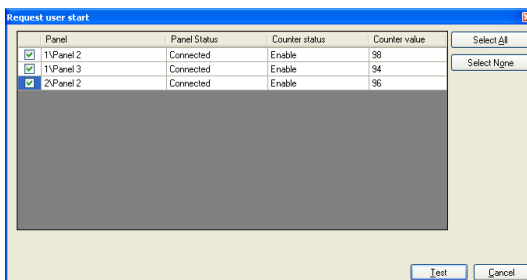 Request user start
Panel Panel Status Counter status Counter value
1\Panel 2 Connected Enable 98
1\Panel 3 Connected Enable 94
2\Panel 2 Connected Enable 96
Select All
Select None
Test Cancel